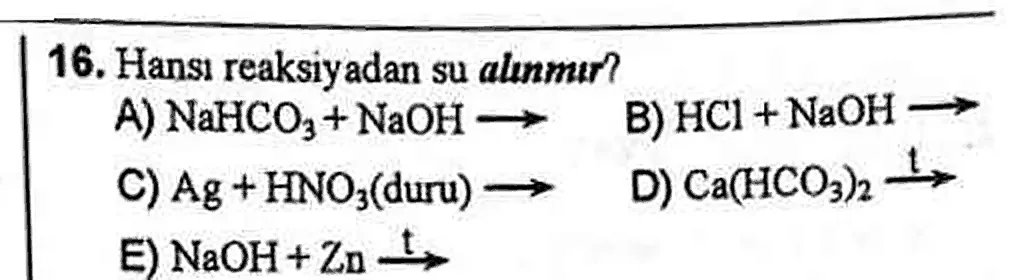 16. Hansı reaksiyadan su alınmır?
A) NaHCO₃ + NaOH ⟶ B) HCl + NaOH ⟶
C) Ag + HNO₃(duru) ⟶ D) Ca(HCO₃)₂ —t→
E) NaOH + Zn —t→